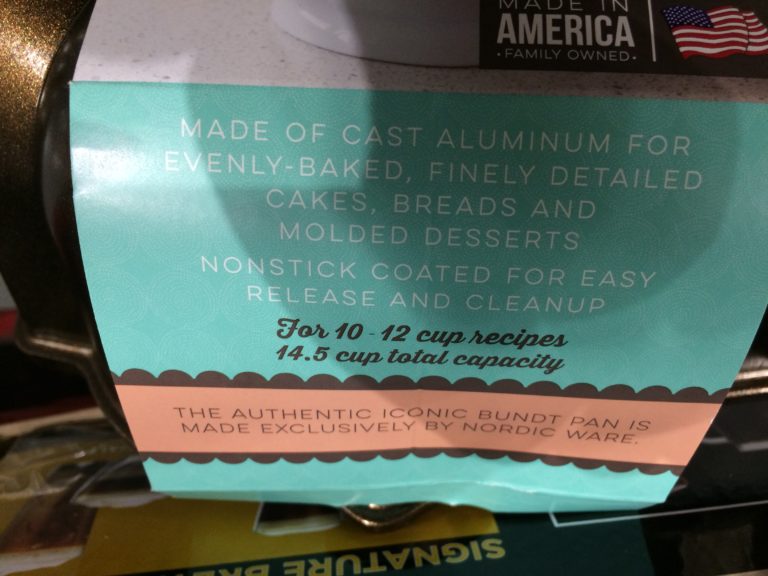 MADE IN
AMERICA
• FAMILY OWNED •
MADE OF CAST ALUMINUM FOR
EVENLY-BAKED, FINELY DETAILED
CAKES, BREADS AND
MOLDED DESSERTS
NONSTICK COATED FOR EASY
RELEASE AND CLEANUP
For 10 - 12 cup recipes
14.5 cup total capacity
THE AUTHENTIC ICONIC BUNDT PAN IS
MADE EXCLUSIVELY BY NORDIC WARE.
SIGNATURE